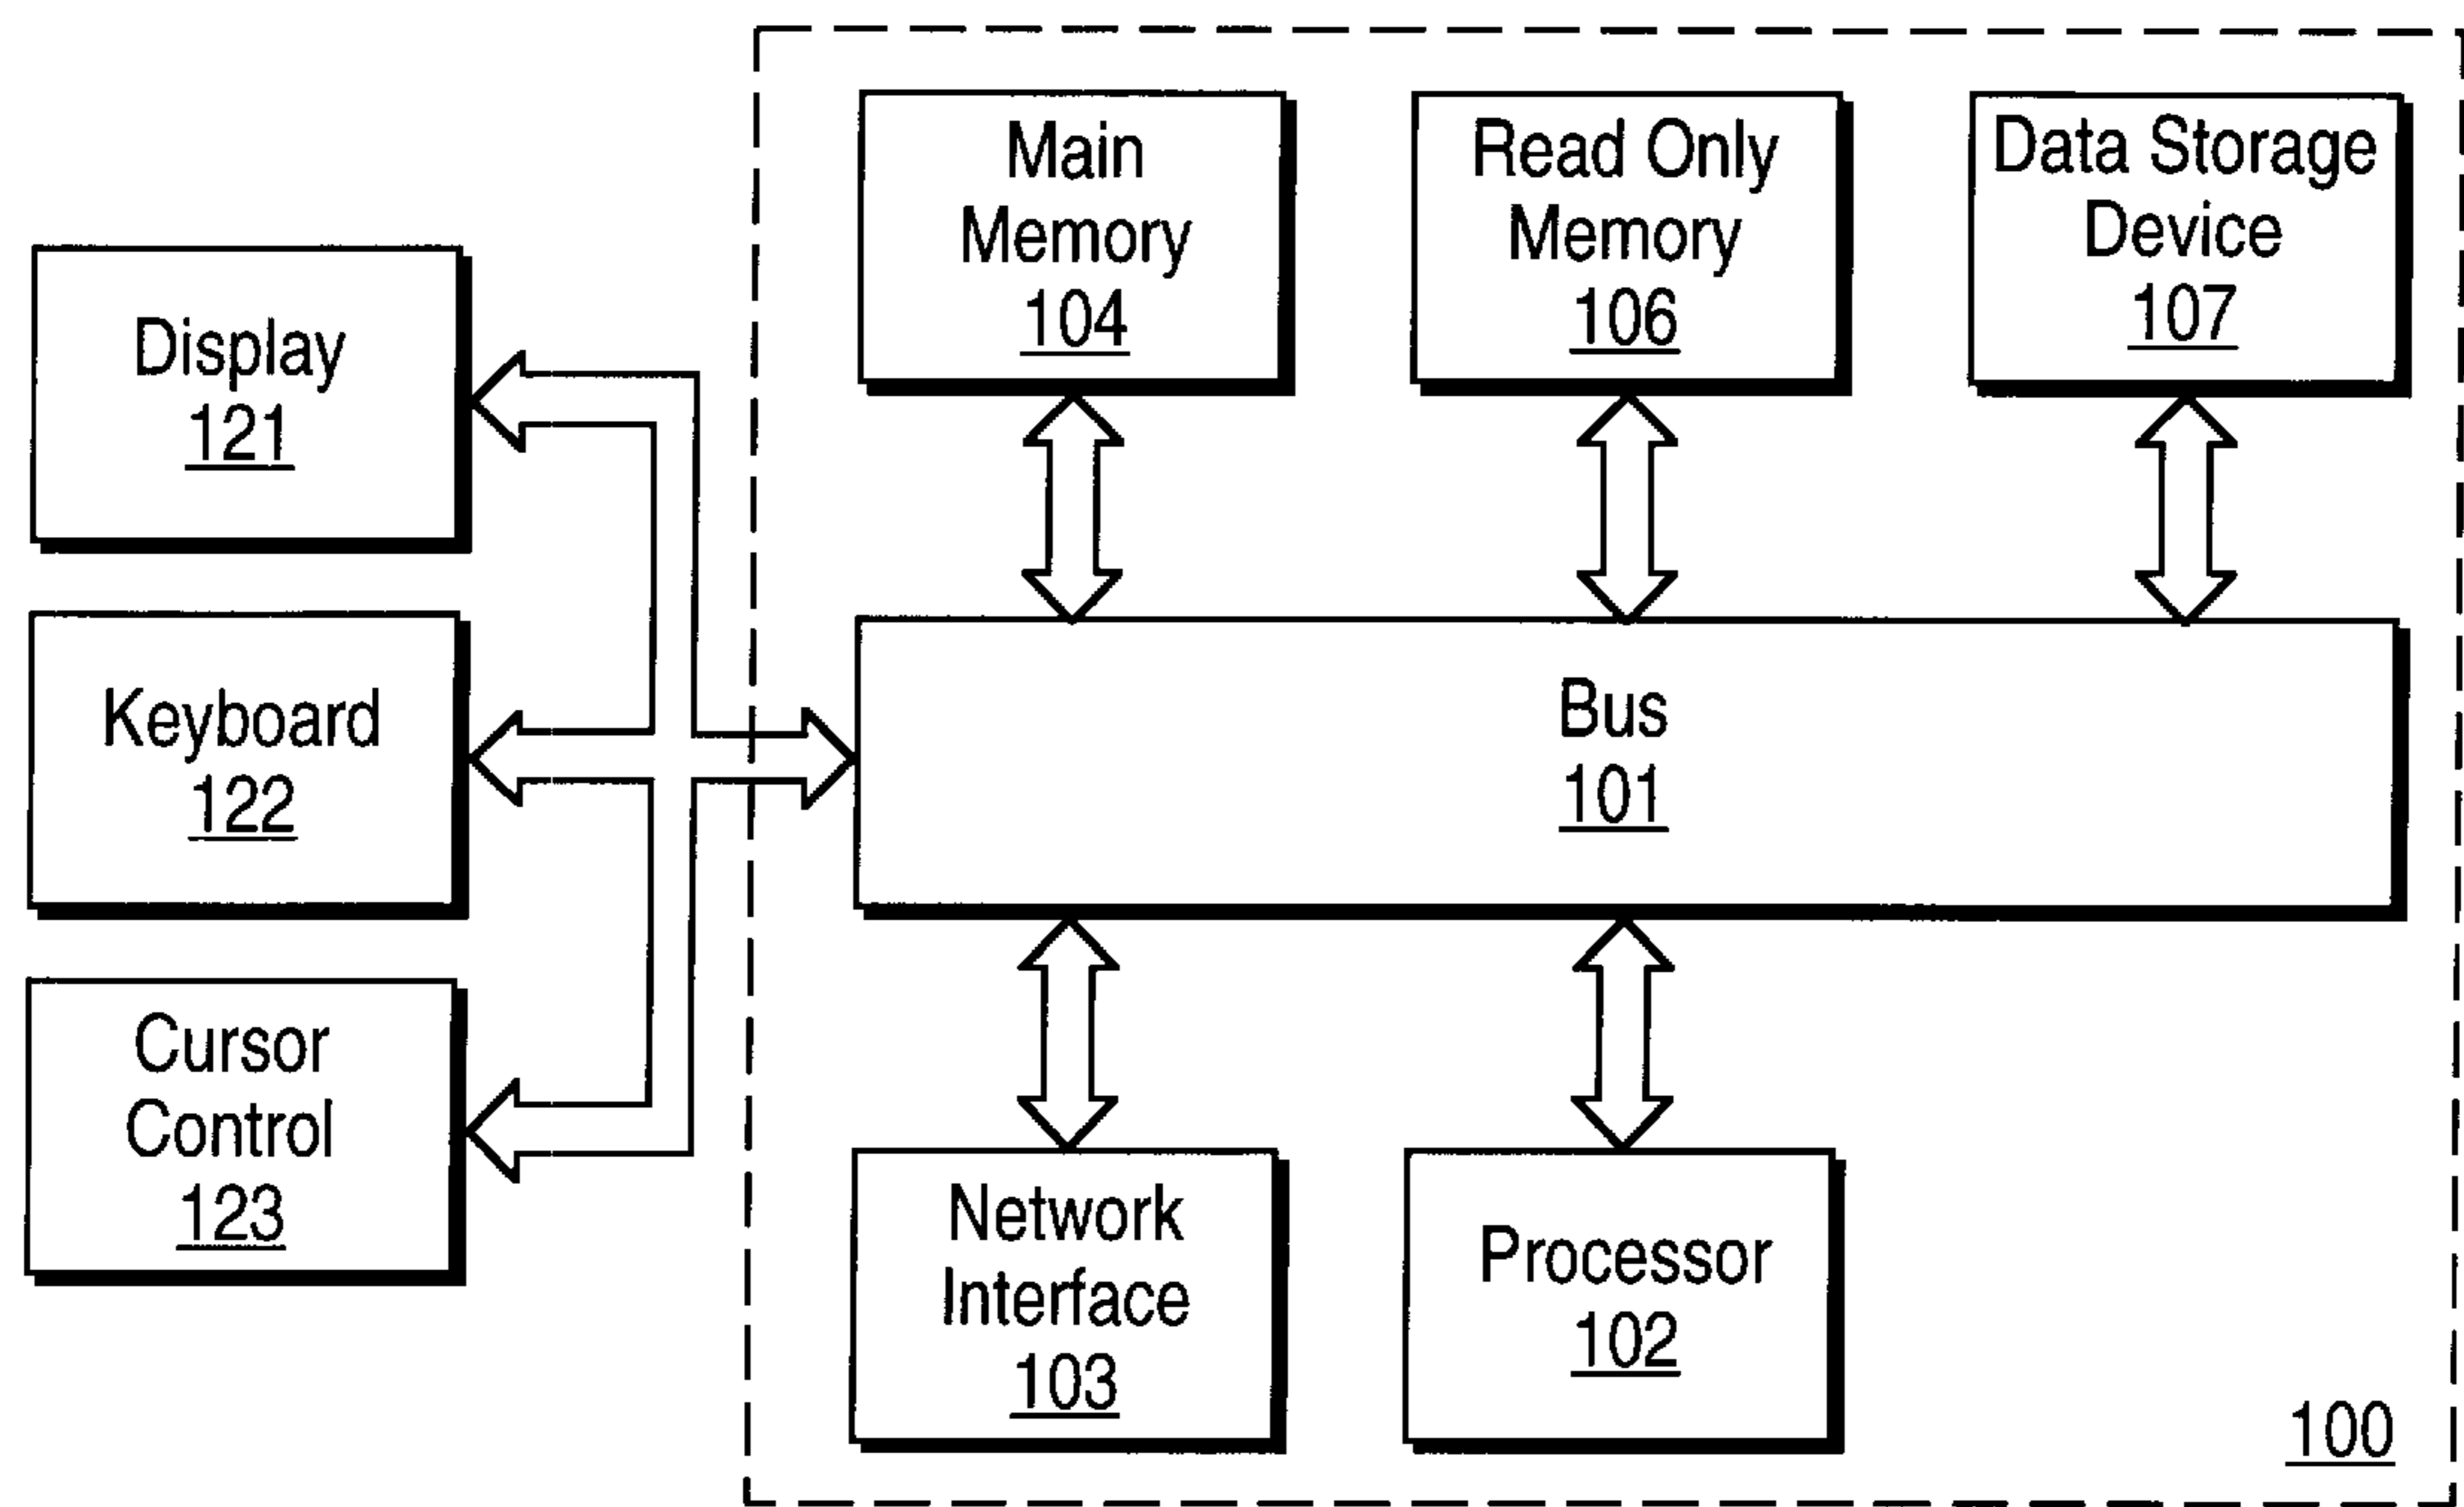 Main
Memory
104
Read Only
Memory
106
Data Storage
Device
107
Display
121
Keyboard
122
Cursor
Control
123
Bus
101
Network
Interface
103
Processor
102
100